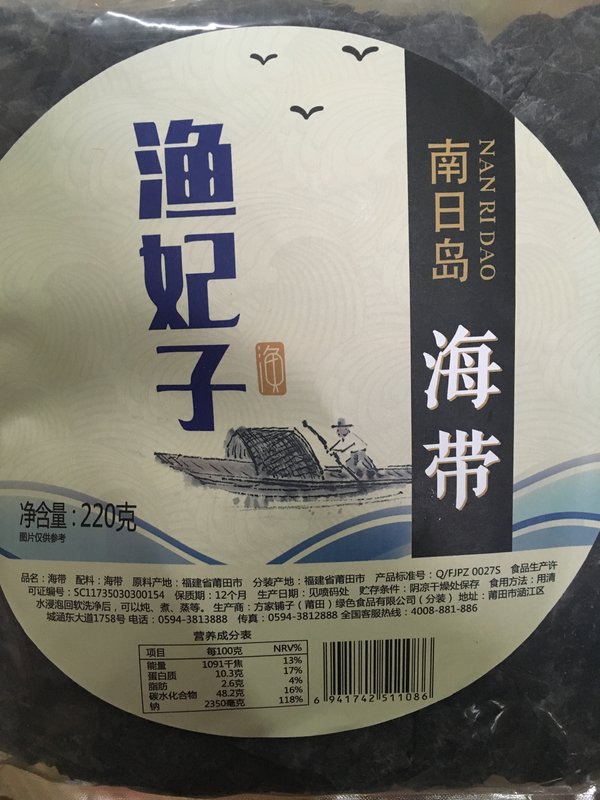 渔妃子
渔
NAN RI DAO
南日岛
海带
净含量:220克
图片仅供参考
品名:海带 配料:海带 原料产地:福建省莆田市 分装产地:福建省莆田市 产品标准号:Q/FJPZ 0027S 食品生产许
可证编号:SC11735030300154 保质期:12个月 生产日期:见喷码处 贮存条件:阴凉干燥处保存 食用方法:用清
水浸泡回软洗净后,可以炖、煮、蒸等。生产商:方家铺子(莆田)绿色食品有限公司(分装)地址:莆田市涵江区
城涵东大道1758号 电话:0594-3813888 传真:0594-3812888 全国客服热线:4008-881-886
营养成分表
项目 每100克 NRV%
能量 1091千焦 13%
蛋白质 10.3克 17%
脂肪 2.6克 4%
碳水化合物 48.2克 16%
钠 2350毫克 118%
6 941742 511086